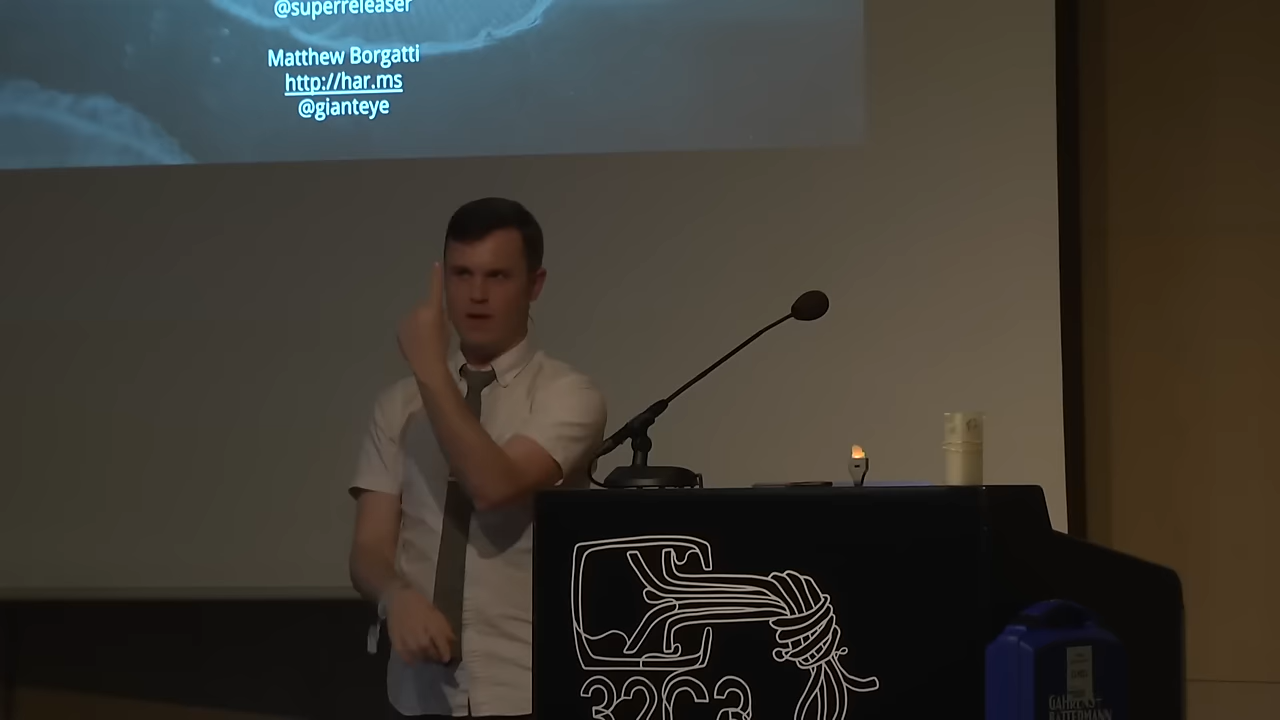 @superreleaser
Matthew Borgatti
http://har.ms
@gianteye
32C3